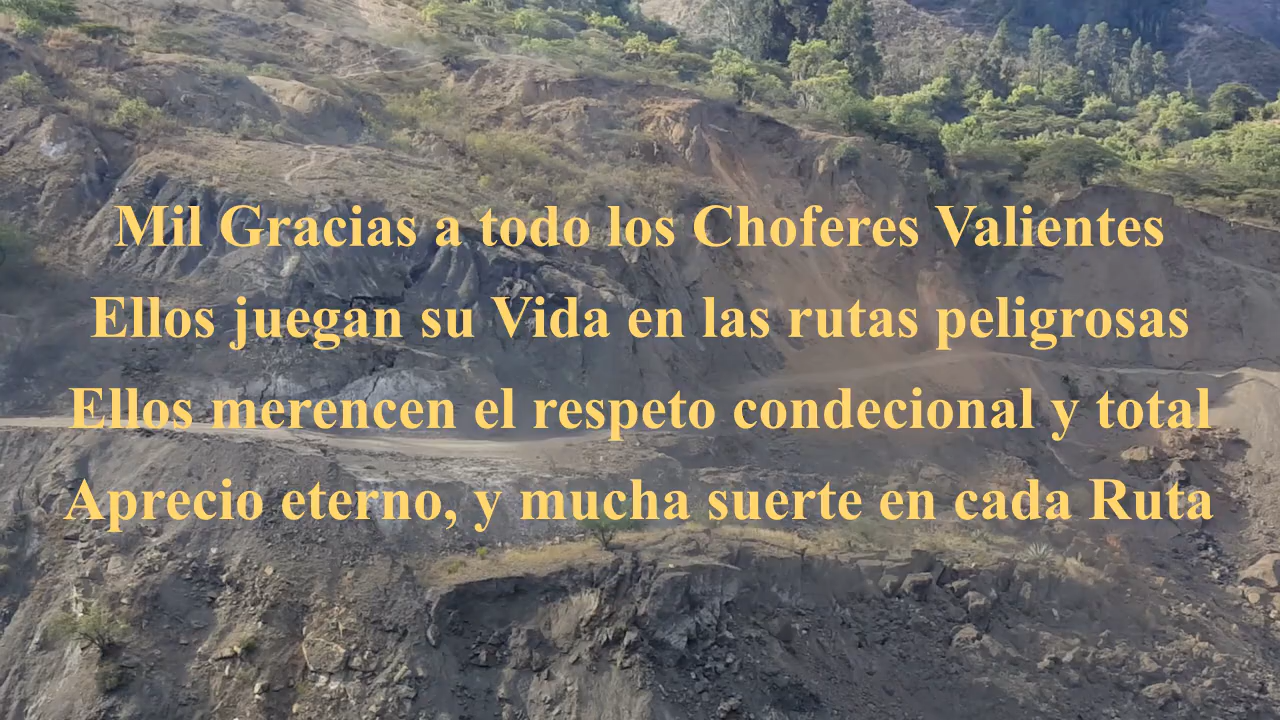 Mil Gracias a todo los Choferes Valientes
Ellos juegan su Vida en las rutas peligrosas
Ellos merencen el respeto condecional y total
Aprecio eterno, y mucha suerte en cada Ruta